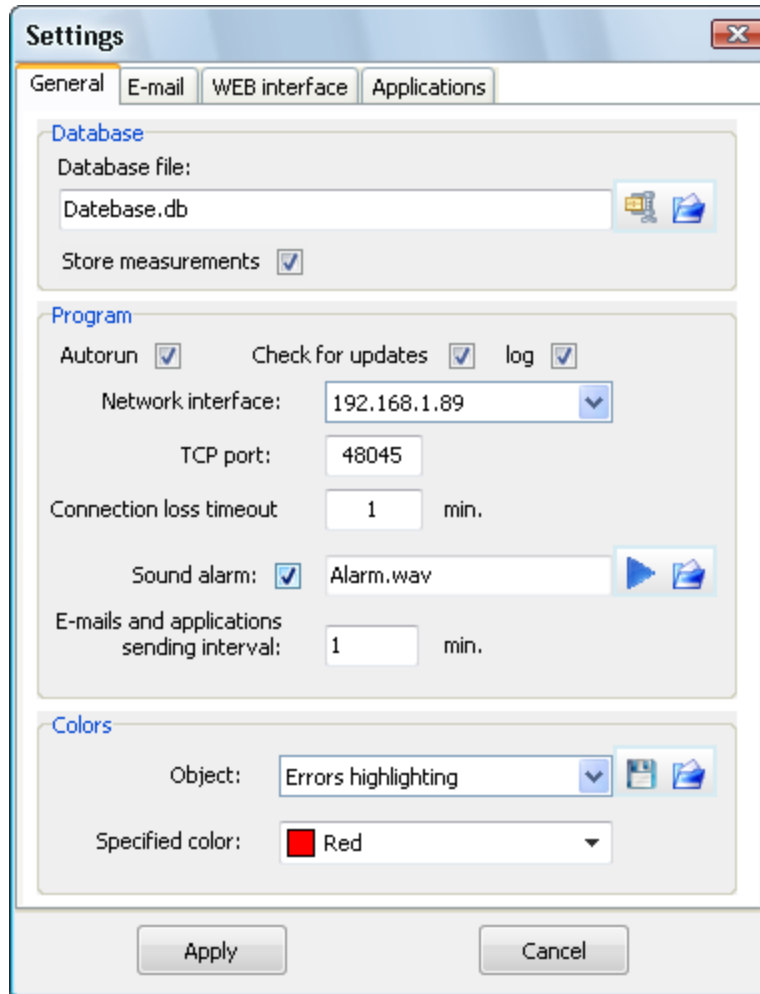 Settings
General E-mail WEB interface Applications
Database
Database file:
Datebase.db
Store measurements
Program
Autorun Check for updates log
Network interface: 192.168.1.89
TCP port: 48045
Connection loss timeout 1 min.
Sound alarm: Alarm.wav
E-mails and applications
sending interval: 1 min.
Colors
Object: Errors highlighting
Specified color: Red
Apply Cancel